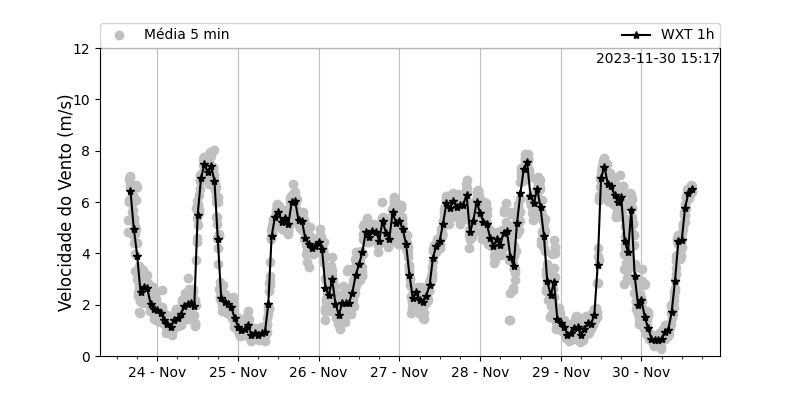 Média 5 min
WXT 1h
2023-11-30 15:17
Velocidade do Vento (m/s)
12
10
8
6
4
2
0
24 - Nov
25 - Nov
26 - Nov
27 - Nov
28 - Nov
29 - Nov
30 - Nov